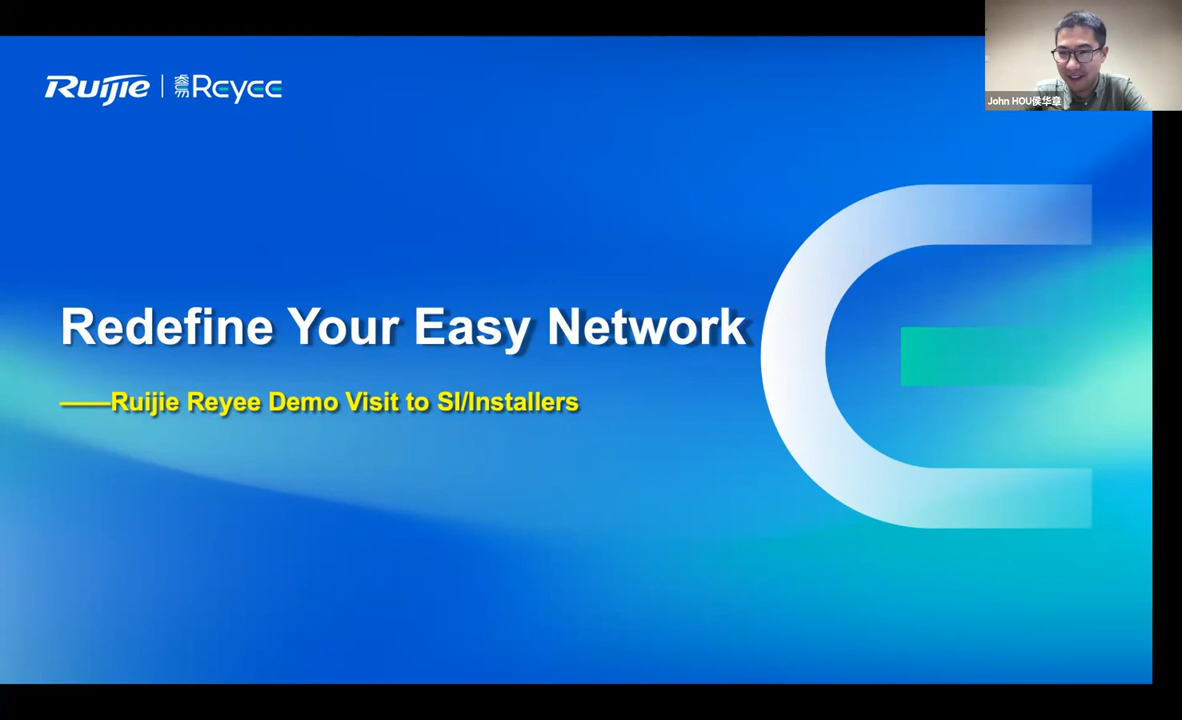 Ruijie | 睿易 Reyee
John HOU侯华章
Redefine Your Easy Network
——Ruijie Reyee Demo Visit to SI/Installers